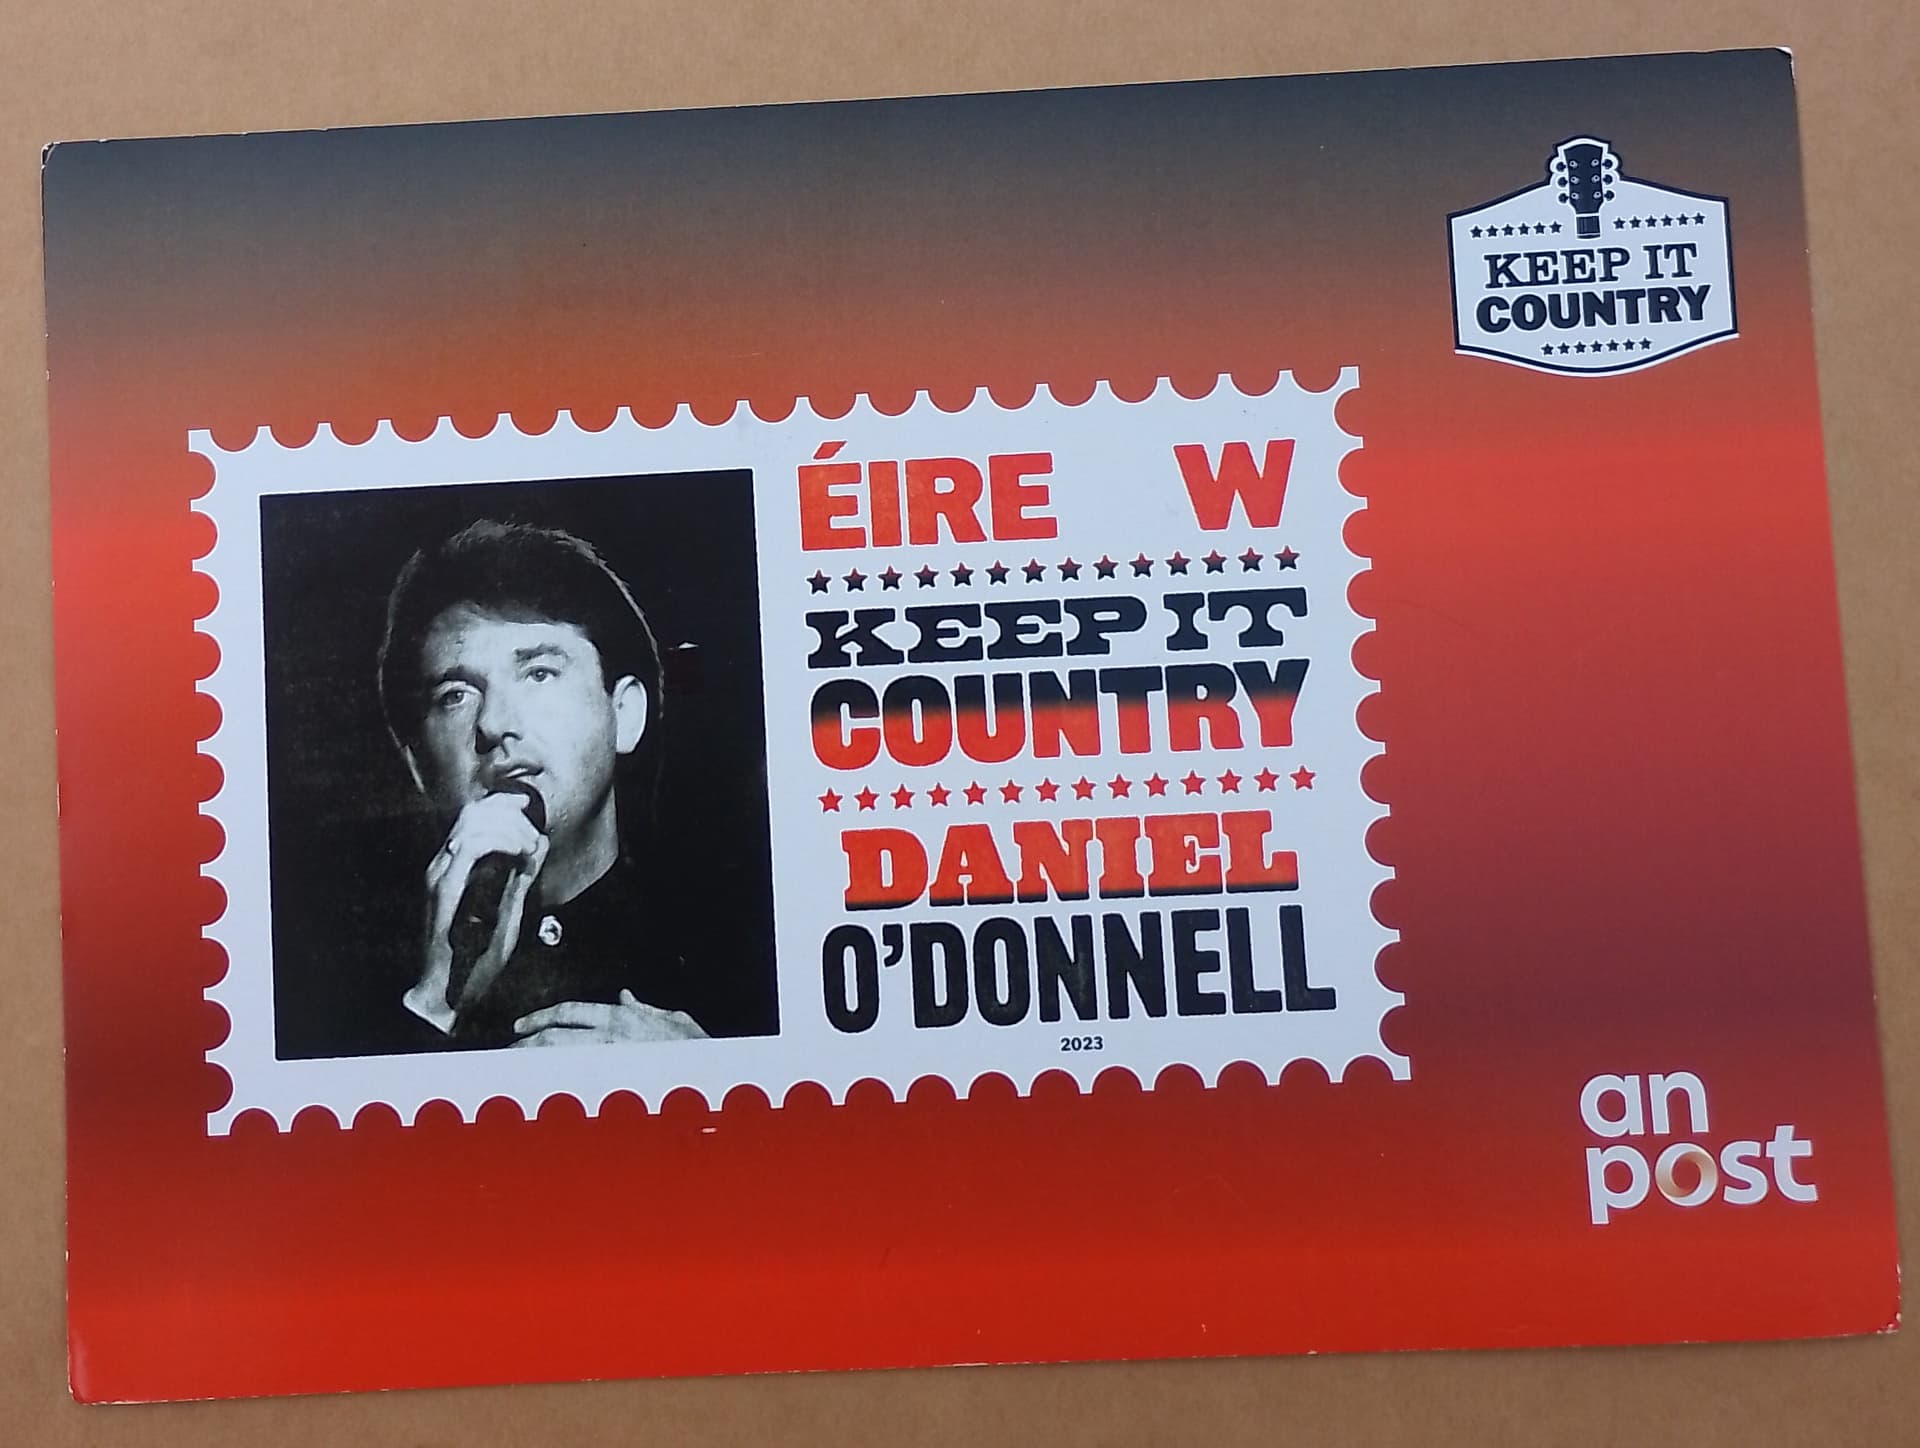 KEEP IT
COUNTRY
ÉIRE W
KEEP IT
COUNTRY
DANIEL
O’DONNELL
2023
an
post